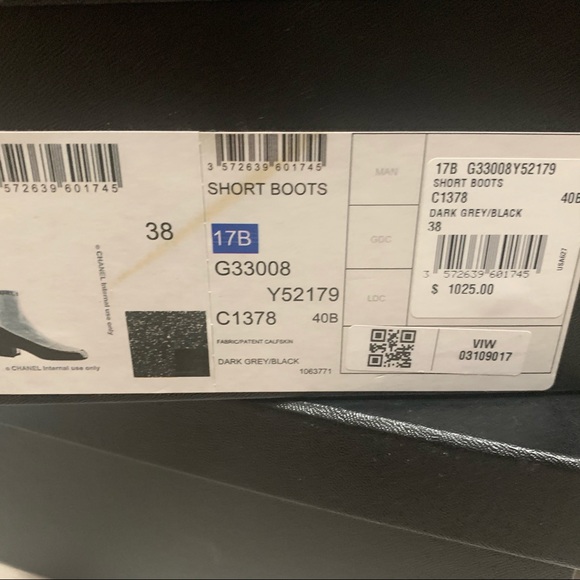 572639 601745
38
© CHANEL Internal use only
© CHANEL Internal use only
3 572639 601745
SHORT BOOTS
17B
G33008
Y52179
C1378 40B
FABRIC/PATENT CALFSKIN
DARK GREY/BLACK
1063771
MAN
GDC
LDC
17B G33008Y52179
SHORT BOOTS
C1378 40B
DARK GREY/BLACK
38
3 572639 601745
USA027
$ 1025.00
VIW
03109017